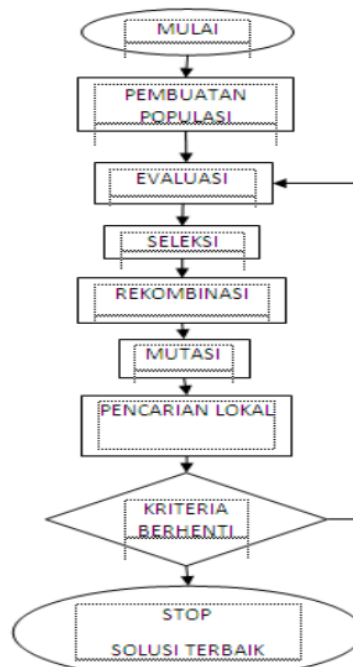 MULAI
PEMBUATAN
POPULASI
EVALUASI
SELEKSI
REKOMBINASI
MUTASI
PENCARIAN LOKAL
KRITERIA
BERHENTI
STOP
SOLUSI TERBAIK